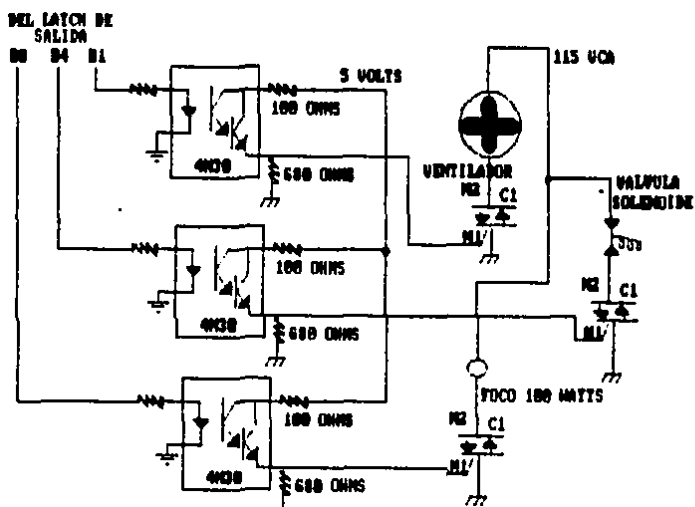 DEL LATCH DE
SALIDA
D0 D4 D1
5 VOLTS
115 VCA
100 OHMS
4N30
680 OHMS
VENTILADOR
M2 C1
M1
VALVULA
SOLENOIDE
100 OHMS
4N30
680 OHMS
M2 C1
M1
FOCO 100 WATTS
100 OHMS
4N30
680 OHMS
M2 C1
M1